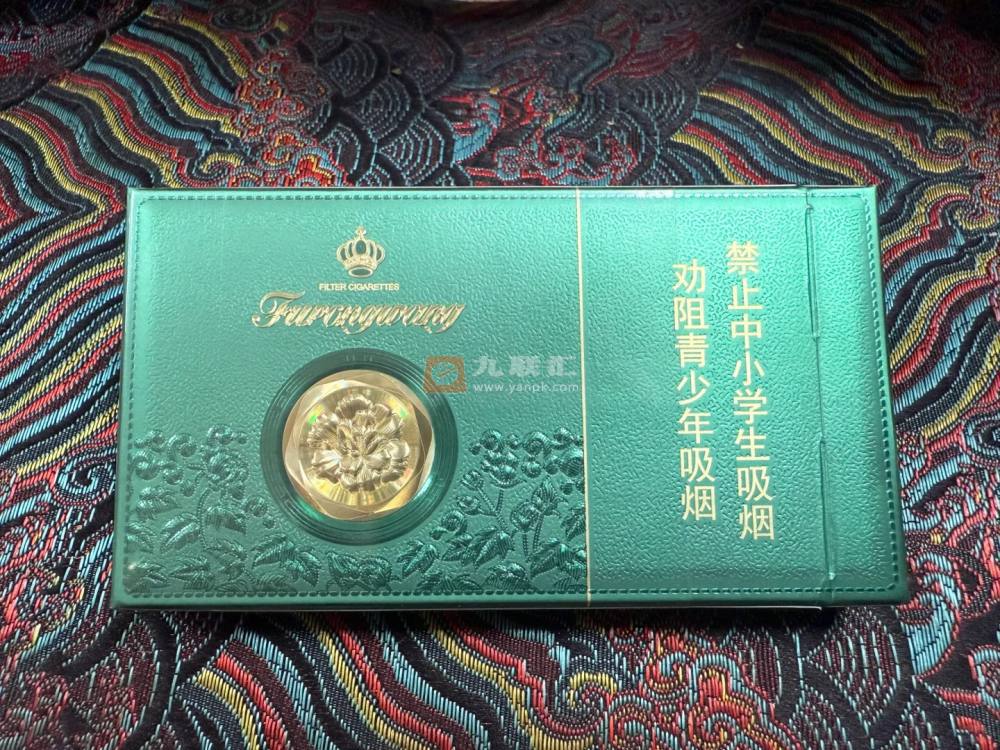 FILTER CIGARETTES
Furongwang
九联汇
www.yanpk.com
禁止中小学生吸烟
劝阻青少年吸烟